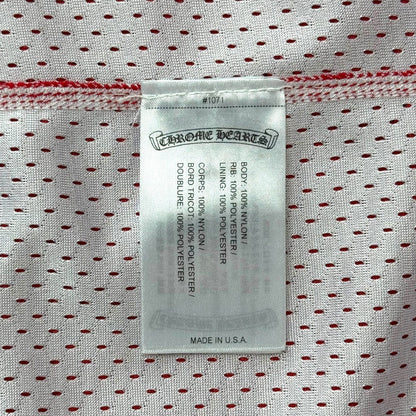 #1071
CHROME HEARTS
BODY: 100% NYLON /
RIB: 100% POLYESTER /
LINING: 100% POLYESTER
CORPS: 100% NYLON /
BORD TRICOT: 100% POLYESTER /
DOUBLURE: 100% POLYESTER
MADE IN U.S.A.